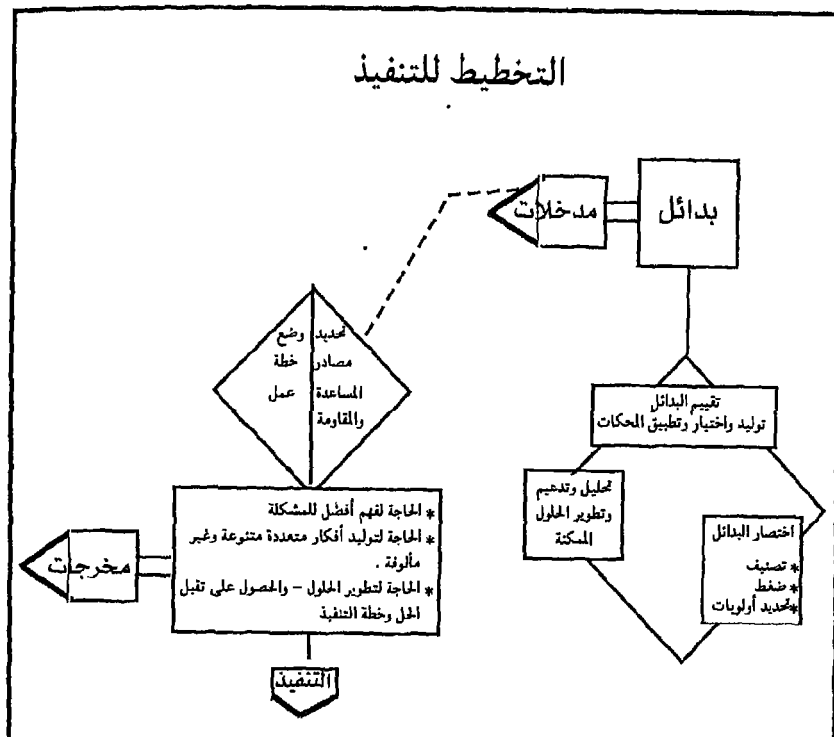 التخطيط للتنفيذ
بدائل
مدخلات
تقييم البدائل
توليد واختيار وتطبيق المحكات
اختصار البدائل
* تصنيف
* ضغط
* تحديد أولويات
تحليل وتدعيم
وتطوير الحلول
الممكنة
تحديد
مصادر
المساعدة
والمقاومة
وضع
خطة
عمل
* الحاجة لفهم أفضل للمشكلة
* الحاجة لتوليد أفكار متعددة متنوعة وغير
مألوفة .
* الحاجة لتطوير الحلول – والحصول على تقبل
الحل وخطة التنفيذ
مخرجات
التنفيذ